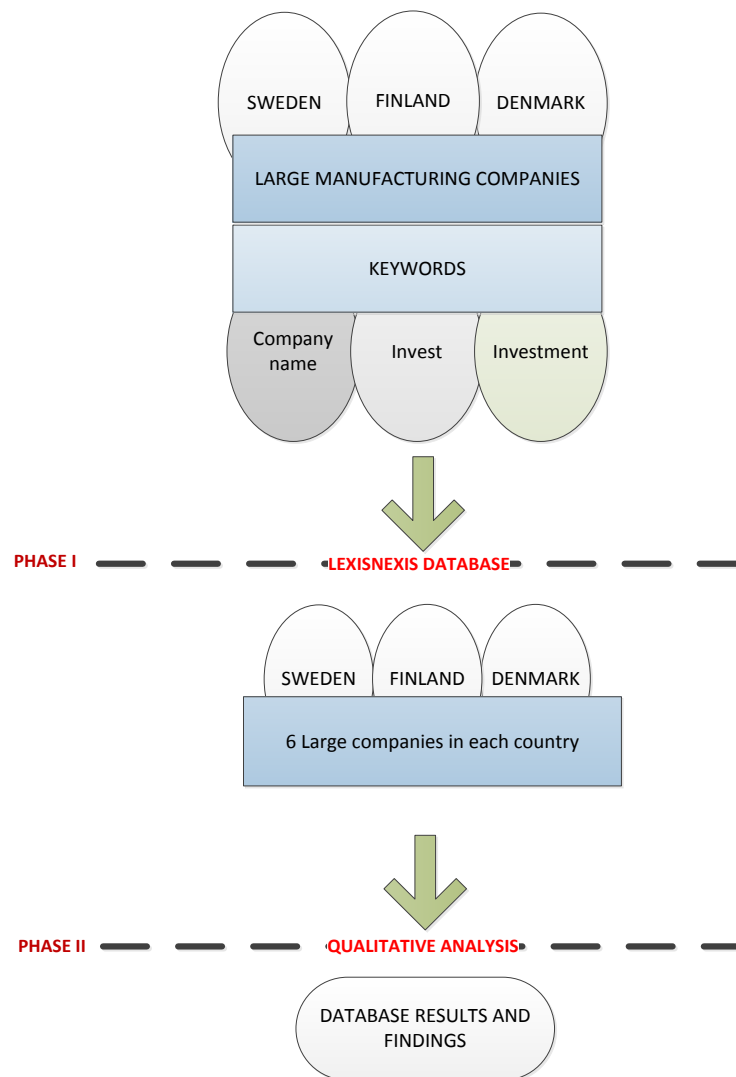 SWEDEN FINLAND DENMARK
LARGE MANUFACTURING COMPANIES
KEYWORDS
Company
name
Invest
Investment
PHASE I
LEXISNEXIS DATABASE
SWEDEN FINLAND DENMARK
6 Large companies in each country
PHASE II
QUALITATIVE ANALYSIS
DATABASE RESULTS AND
FINDINGS